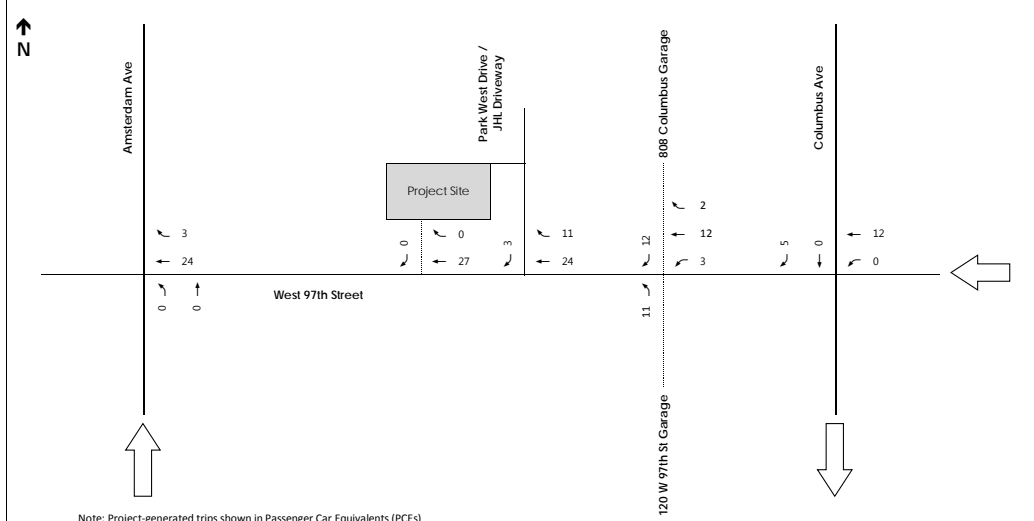 N
Amsterdam Ave
Park West Drive /
JHL Driveway
808 Columbus Garage
Columbus Ave
Project Site
3
24
0
0
27
3
11
24
12
2
12
3
5
0
12
0
0
0
11
West 97th Street
120 W 97th St Garage
Note: Project-generated trips shown in Passenger Car Equivalents (PCEs)